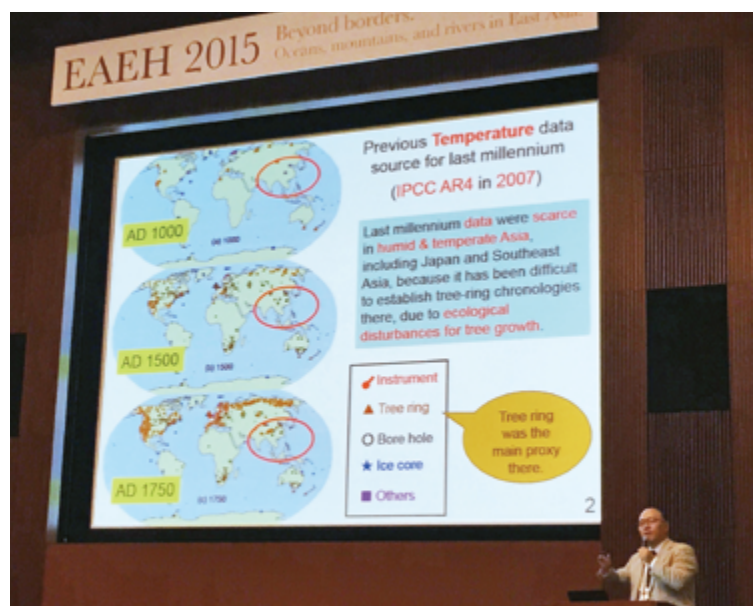 EAEH 2015
Beyond borders.
Oceans, mountains, and rivers in East Asia.
Previous Temperature data
source for last millennium
(IPCC AR4 in 2007)
Last millennium data were scarce
in humid & temperate Asia,
including Japan and Southeast
Asia, because it has been difficult
to establish tree-ring chronologies
there, due to ecological
disturbances for tree growth.
AD 1000
(a) 1000
AD 1500
(b) 1500
AD 1750
(c) 1750
Instrument
Tree ring
Bore hole
Ice core
Others
Tree ring
was the
main proxy
there.
2